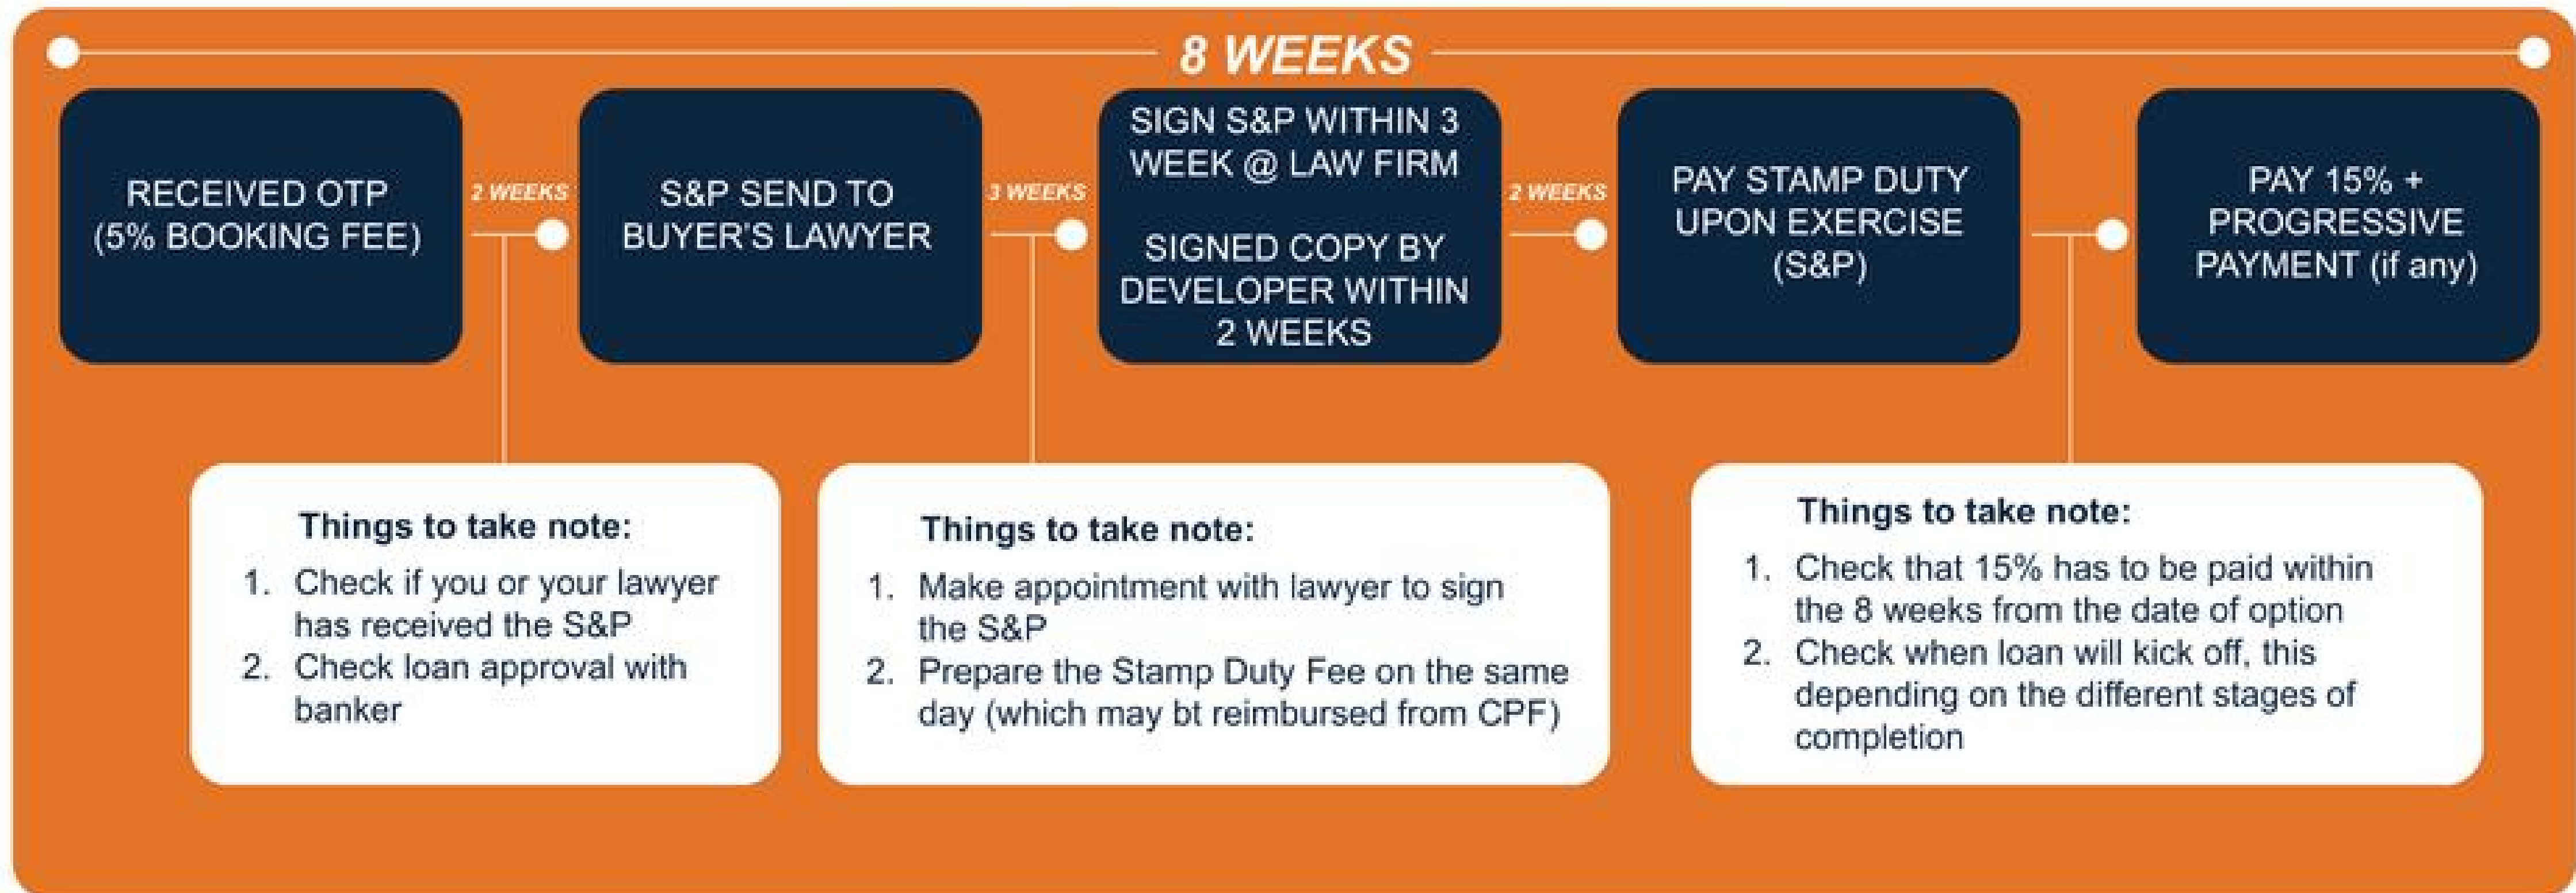 8 WEEKS
RECEIVED OTP
(5% BOOKING FEE)
2 WEEKS
S&P SEND TO
BUYER'S LAWYER
3 WEEKS
SIGN S&P WITHIN 3
WEEK @ LAW FIRM
SIGNED COPY BY
DEVELOPER WITHIN
2 WEEKS
2 WEEKS
PAY STAMP DUTY
UPON EXERCISE
(S&P)
PAY 15% +
PROGRESSIVE
PAYMENT (if any)
Things to take note:
1. Check if you or your lawyer
has received the S&P
2. Check loan approval with
banker
Things to take note:
1. Make appointment with lawyer to sign
the S&P
2. Prepare the Stamp Duty Fee on the same
day (which may bt reimbursed from CPF)
Things to take note:
1. Check that 15% has to be paid within
the 8 weeks from the date of option
2. Check when loan will kick off, this
depending on the different stages of
completion